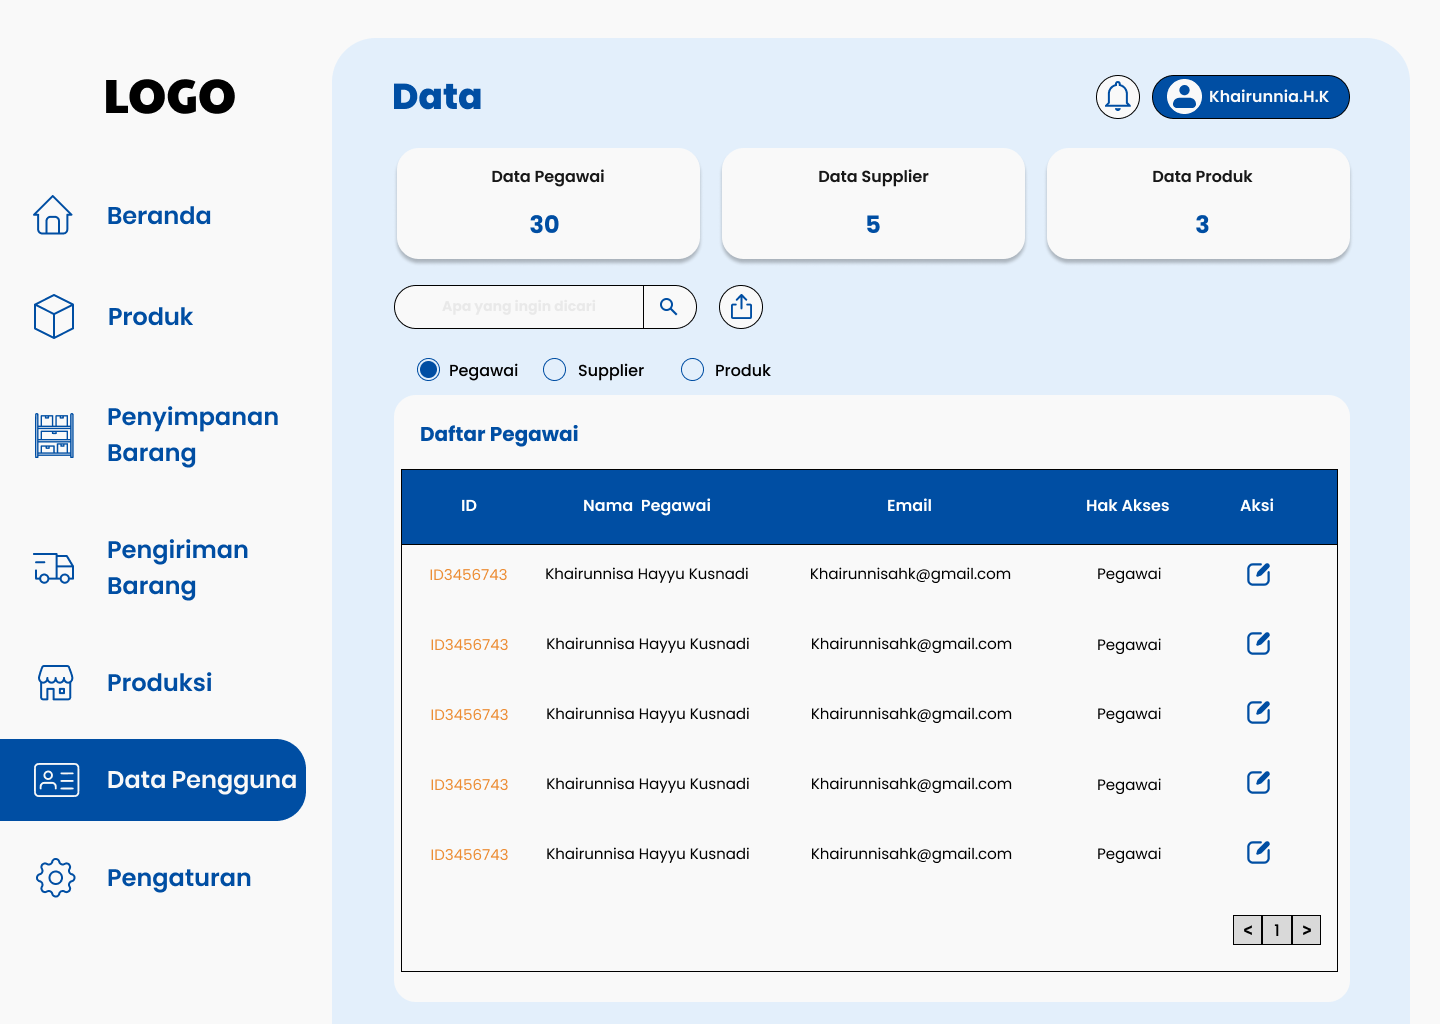 LOGO
Beranda
Produk
Penyimpanan
Barang
Pengiriman
Barang
Produksi
Data Pengguna
Pengaturan
Data
Khairunnia.H.K
Data Pegawai
30
Data Supplier
5
Data Produk
3
Apa yang ingin dicari
Pegawai
Supplier
Produk
Daftar Pegawai
ID Nama Pegawai Email Hak Akses Aksi
ID3456743 Khairunnisa Hayyu Kusnadi Khairunnisahk@gmail.com Pegawai
ID3456743 Khairunnisa Hayyu Kusnadi Khairunnisahk@gmail.com Pegawai
ID3456743 Khairunnisa Hayyu Kusnadi Khairunnisahk@gmail.com Pegawai
ID3456743 Khairunnisa Hayyu Kusnadi Khairunnisahk@gmail.com Pegawai
ID3456743 Khairunnisa Hayyu Kusnadi Khairunnisahk@gmail.com Pegawai
< 1 >